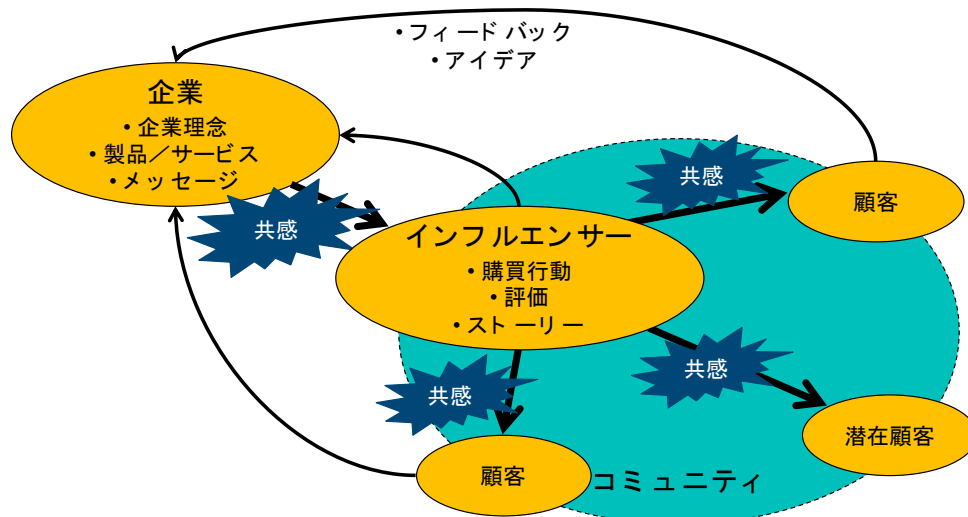 •フィードバック
•アイデア
企業
•企業理念
•製品／サービス
•メッセージ
共感
共感
顧客
インフルエンサー
•購買行動
•評価
•ストーリー
共感
共感
潜在顧客
顧客
コミュニティ